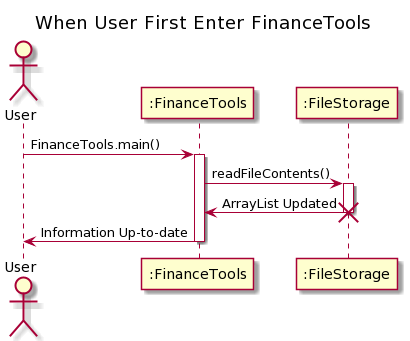 When User First Enter FinanceTools
User
:FinanceTools
:FileStorage
FinanceTools.main()
readFileContents()
ArrayList Updated
Information Up-to-date
User
:FinanceTools
:FileStorage